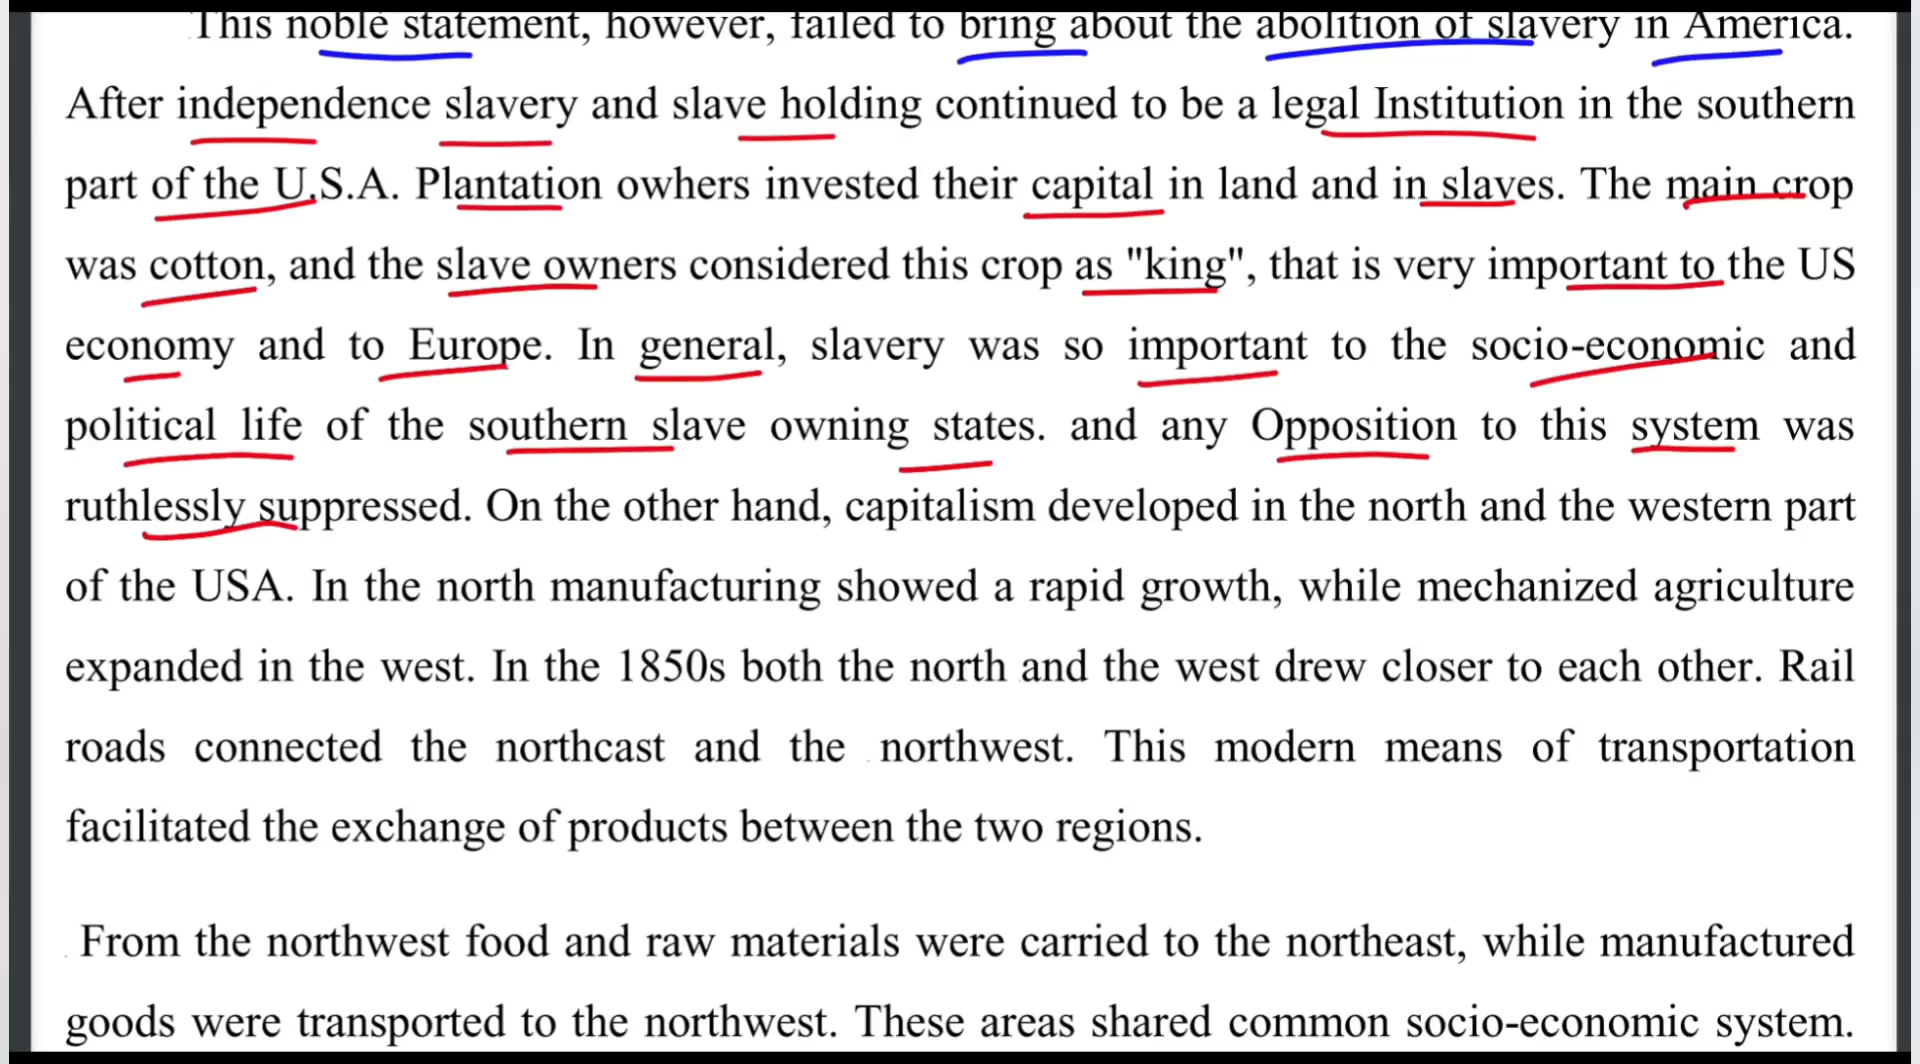 This noble statement, however, failed to bring about the abolition of slavery in America.
After independence slavery and slave holding continued to be a legal Institution in the southern
part of the U.S.A. Plantation owhers invested their capital in land and in slaves. The main crop
was cotton, and the slave owners considered this crop as "king", that is very important to the US
economy and to Europe. In general, slavery was so important to the socio-economic and
political life of the southern slave owning states. and any Opposition to this system was
ruthlessly suppressed. On the other hand, capitalism developed in the north and the western part
of the USA. In the north manufacturing showed a rapid growth, while mechanized agriculture
expanded in the west. In the 1850s both the north and the west drew closer to each other. Rail
roads connected the northcast and the northwest. This modern means of transportation
facilitated the exchange of products between the two regions.
From the northwest food and raw materials were carried to the northeast, while manufactured
goods were transported to the northwest. These areas shared common socio-economic system.